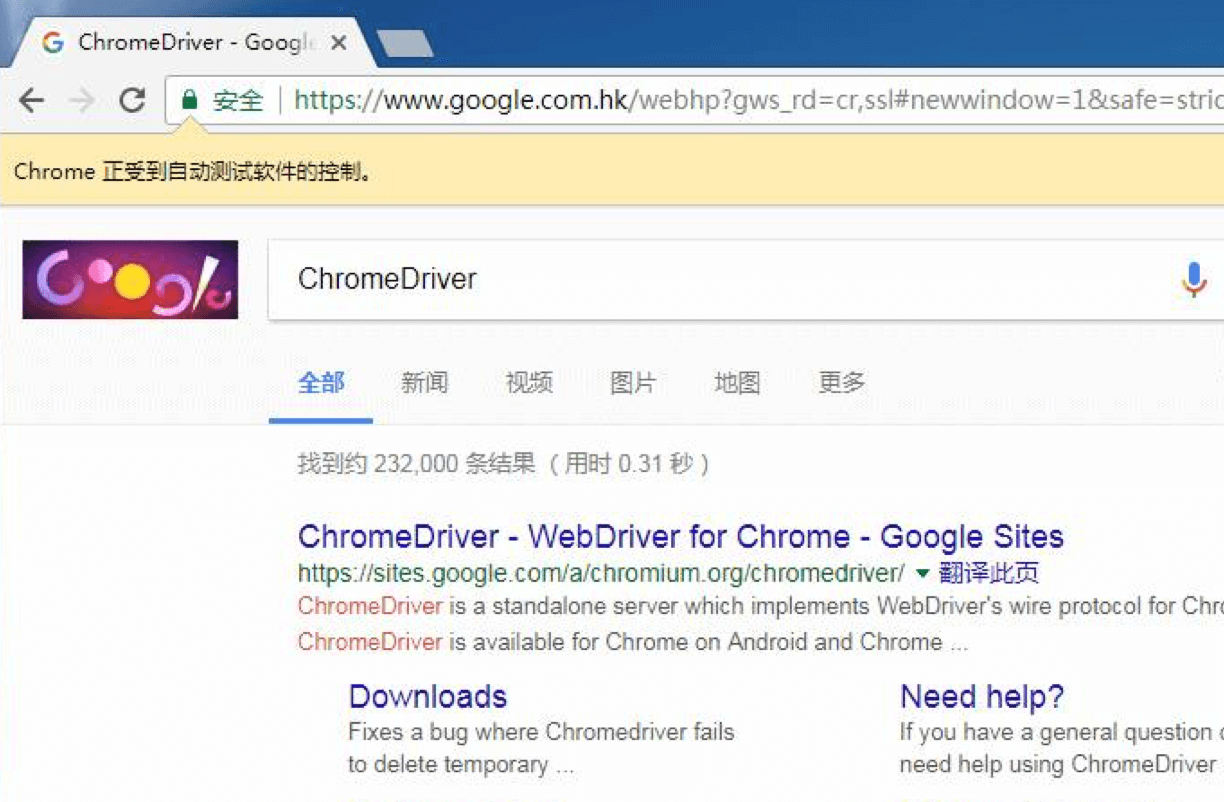 ChromeDriver - Google
安全 | https://www.google.com.hk/webhp?gws_rd=cr,ssl#newwindow=1&safe=stric
Chrome 正受到自动测试软件的控制。
Google
ChromeDriver
全部 新闻 视频 图片 地图 更多
找到约 232,000 条结果 （用时 0.31 秒）
ChromeDriver - WebDriver for Chrome - Google Sites
https://sites.google.com/a/chromium.org/chromedriver/ 翻译此页
ChromeDriver is a standalone server which implements WebDriver's wire protocol for Chro
ChromeDriver is available for Chrome on Android and Chrome ...
Downloads
Fixes a bug where Chromedriver fails
to delete temporary ...
Need help?
If you have a general question
need help using ChromeDriver